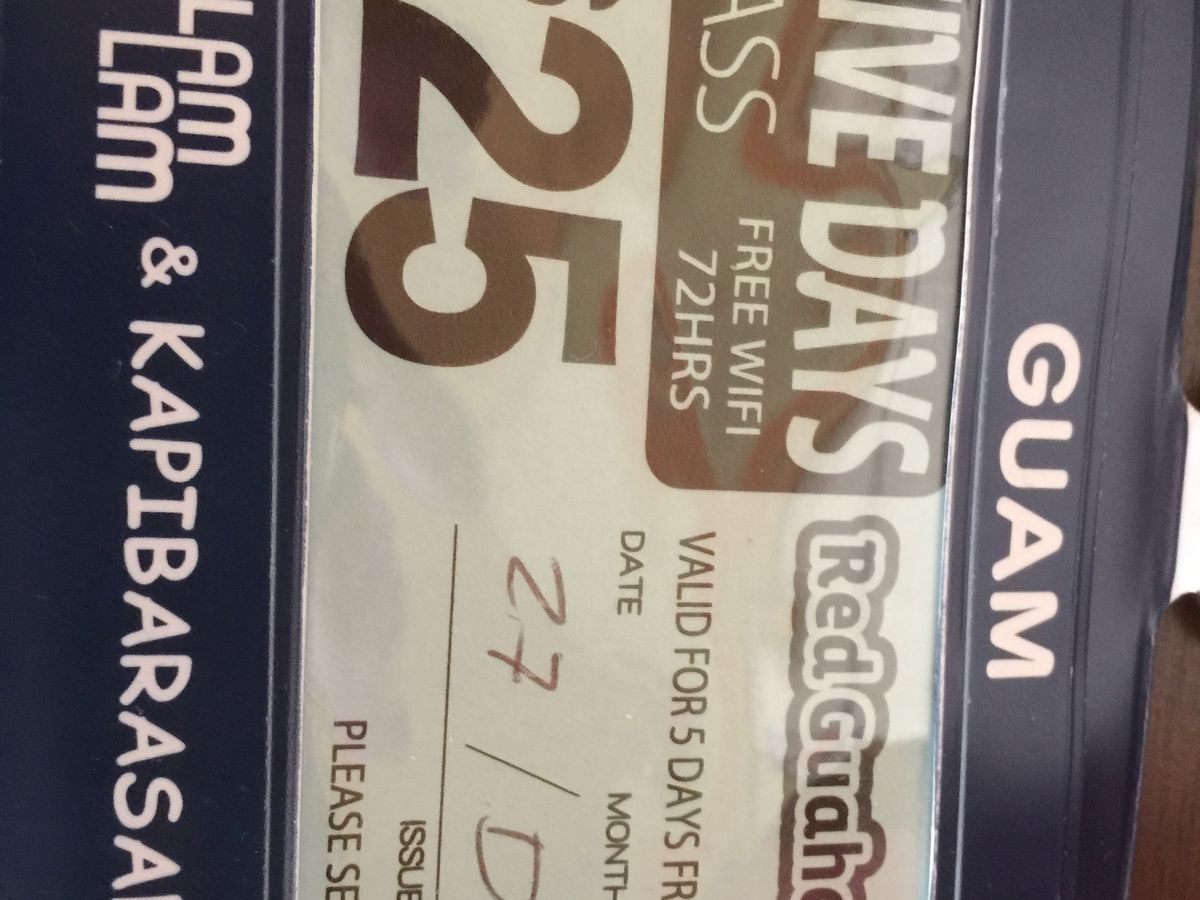 GUAM
IVE DAYS
ASS
FREE WIFI
72HRS
$25
RedGuaha
VALID FOR 5 DAYS FR
DATE
MONTH
27 / D
ISSUE
PLEASE SE
LAM
LAM & KAPIBARASA